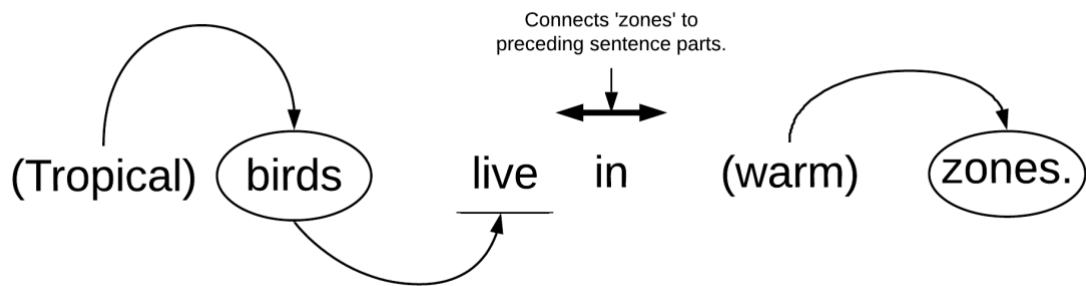 Connects 'zones' to
preceding sentence parts.
(Tropical) birds live in (warm) zones.